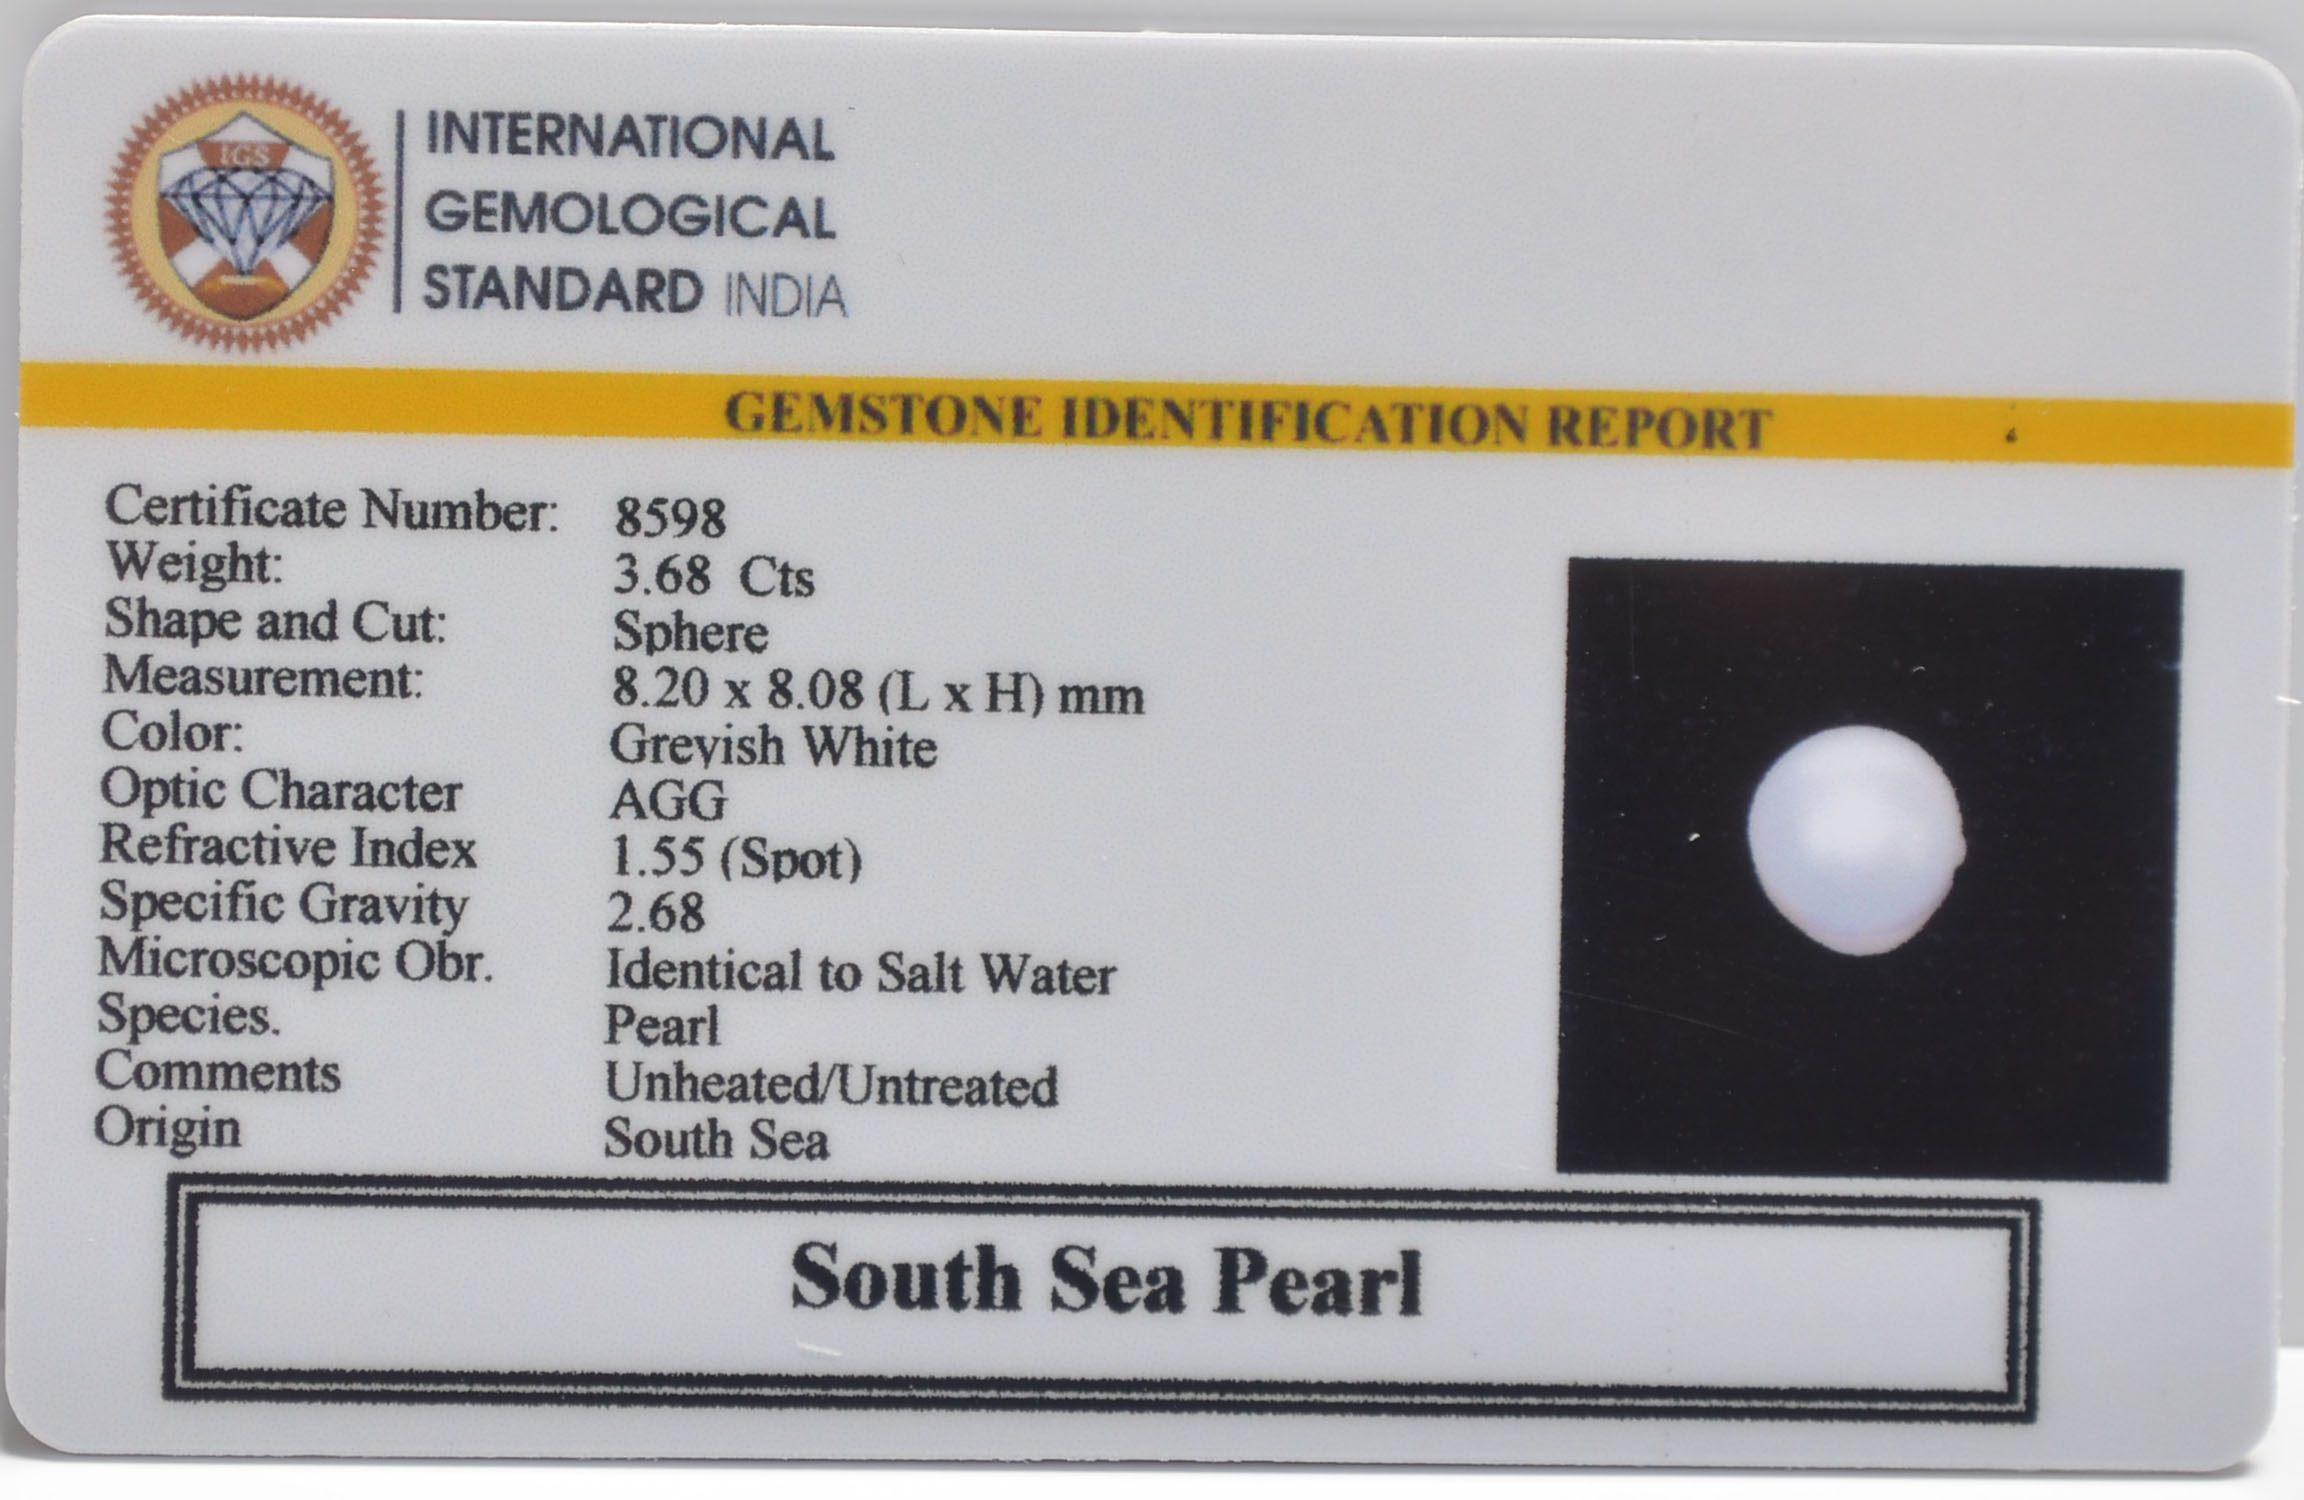 IGS
INTERNATIONAL
GEMOLOGICAL
STANDARD INDIA
GEMSTONE IDENTIFICATION REPORT
Certificate Number: 8598
Weight: 3.68 Cts
Shape and Cut: Sphere
Measurement: 8.20 x 8.08 (L x H) mm
Color: Greyish White
Optic Character AGG
Refractive Index 1.55 (Spot)
Specific Gravity 2.68
Microscopic Obr. Identical to Salt Water
Species. Pearl
Comments Unheated/Untreated
Origin South Sea
South Sea Pearl